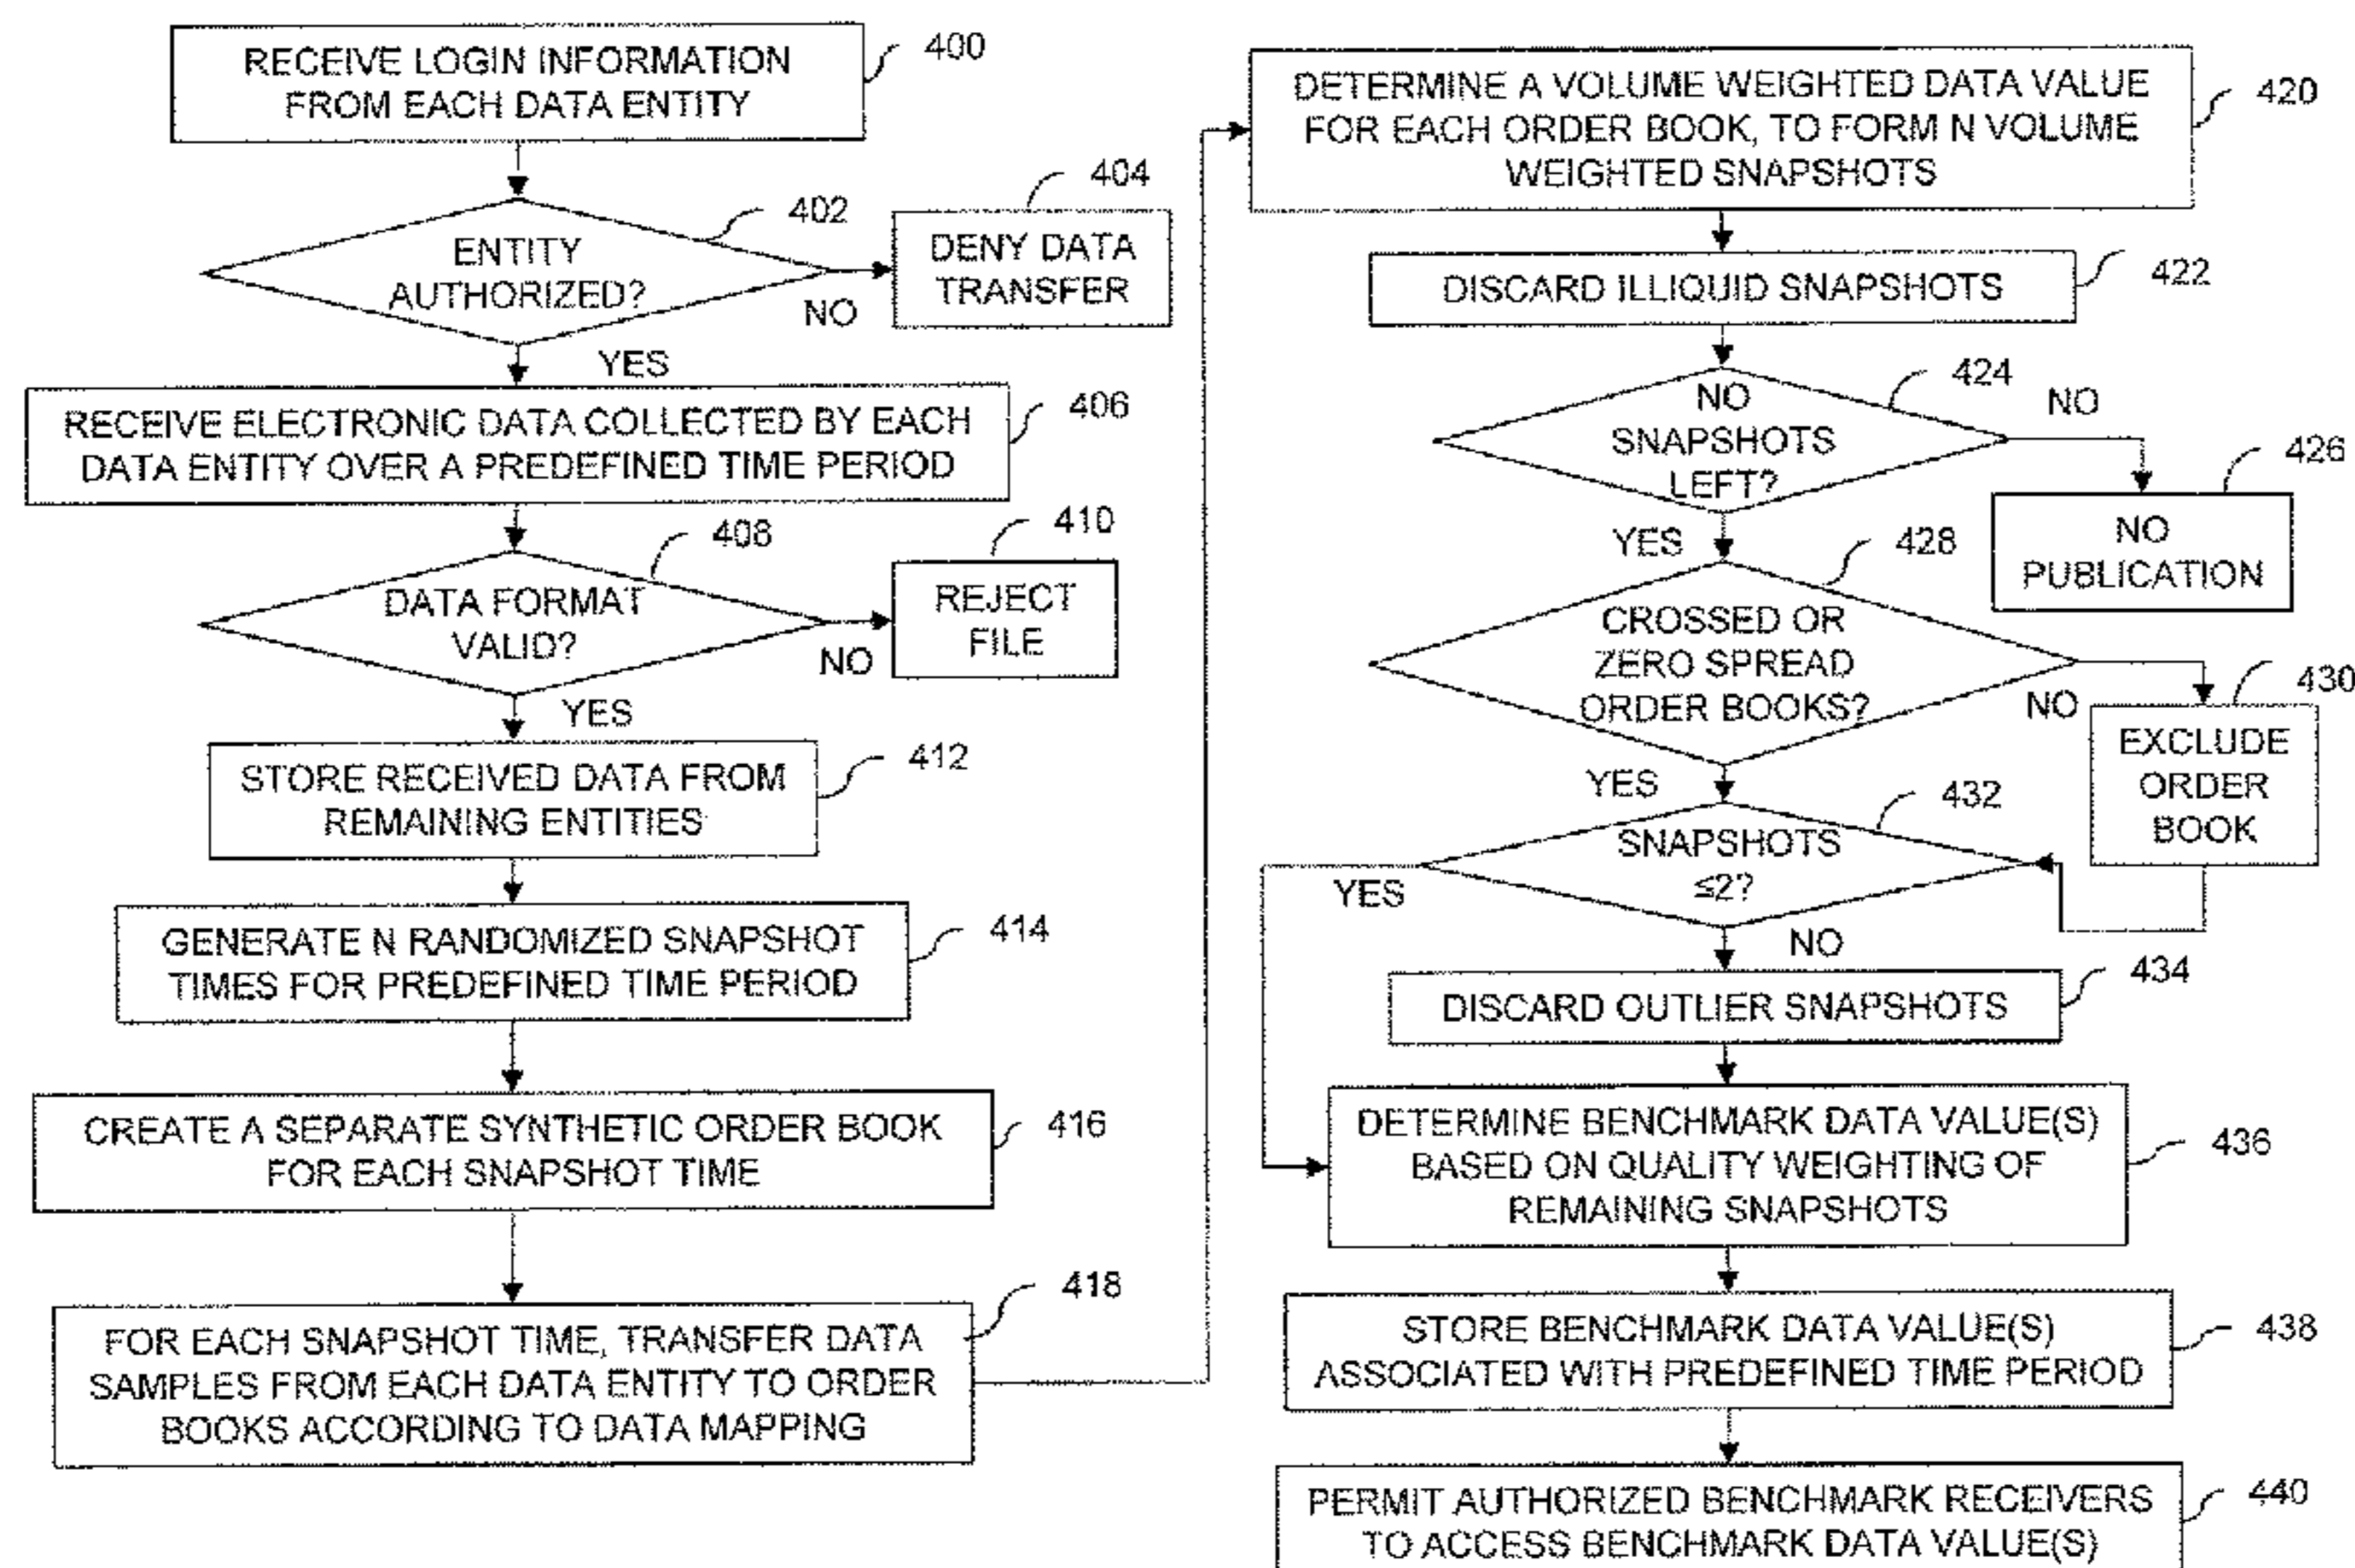 RECEIVE LOGIN INFORMATION
FROM EACH DATA ENTITY
400
ENTITY
AUTHORIZED?
402
NO
DENY DATA
TRANSFER
404
YES
RECEIVE ELECTRONIC DATA COLLECTED BY EACH
DATA ENTITY OVER A PREDEFINED TIME PERIOD
406
DATA FORMAT
VALID?
408
NO
REJECT
FILE
410
YES
STORE RECEIVED DATA FROM
REMAINING ENTITIES
412
GENERATE N RANDOMIZED SNAPSHOT
TIMES FOR PREDEFINED TIME PERIOD
414
CREATE A SEPARATE SYNTHETIC ORDER BOOK
FOR EACH SNAPSHOT TIME
416
FOR EACH SNAPSHOT TIME, TRANSFER DATA
SAMPLES FROM EACH DATA ENTITY TO ORDER
BOOKS ACCORDING TO DATA MAPPING
418
DETERMINE A VOLUME WEIGHTED DATA VALUE
FOR EACH ORDER BOOK, TO FORM N VOLUME
WEIGHTED SNAPSHOTS
420
DISCARD ILLIQUID SNAPSHOTS
422
NO
SNAPSHOTS
LEFT?
424
NO
NO
PUBLICATION
426
YES
CROSSED OR
ZERO SPREAD
ORDER BOOKS?
428
NO
EXCLUDE
ORDER
BOOK
430
YES
SNAPSHOTS
≤2?
432
YES
NO
DISCARD OUTLIER SNAPSHOTS
434
DETERMINE BENCHMARK DATA VALUE(S)
BASED ON QUALITY WEIGHTING OF
REMAINING SNAPSHOTS
436
STORE BENCHMARK DATA VALUE(S)
ASSOCIATED WITH PREDEFINED TIME PERIOD
438
PERMIT AUTHORIZED BENCHMARK RECEIVERS
TO ACCESS BENCHMARK DATA VALUE(S)
440